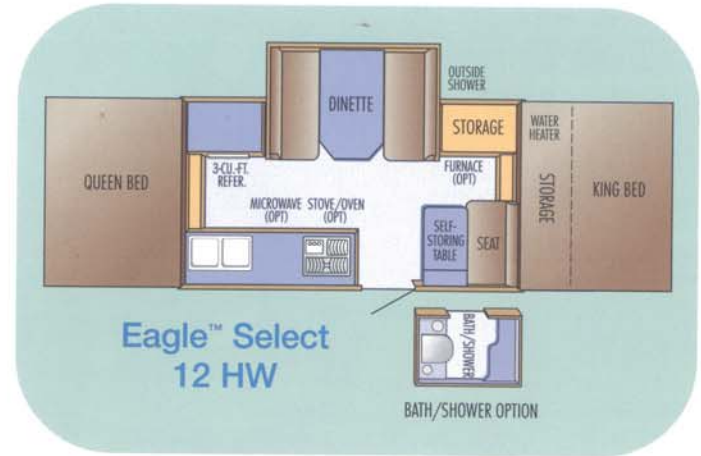 OUTSIDE
SHOWER
DINETTE
STORAGE
WATER
HEATER
QUEEN BED
3-CU.-FT.
REFER.
FURNACE
(OPT)
STORAGE
KING BED
MICROWAVE
(OPT)
STOVE/OVEN
(OPT)
SELF-
STORING
TABLE
SEAT
Eagle™ Select
12 HW
BATH/SHOWER
BATH/SHOWER OPTION